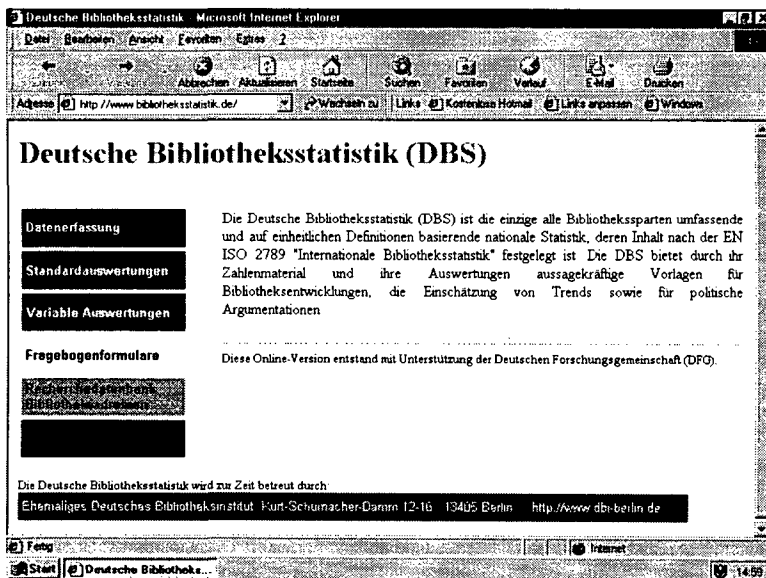 Deutsche Bibliotheksstatistik - Microsoft Internet Explorer
Datei Bearbeiten Ansicht Favoriten Extras ?
Abbrechen Aktualisieren Startseite Suchen Favoriten Verlauf E-Mail Drucken
Adresse http //www bibliotheksstatistik.de/ Wechseln zu Links Kostenlose Hotmail Links anpassen Windows
Deutsche Bibliotheksstatistik (DBS)
Datenerfassung
Standardauswertungen
Variable Auswertungen
Fragebogenformulare
Die Deutsche Bibliotheksstatistik (DBS) ist die einzige alle Bibliothekssparten umfassende
und auf einheitlichen Definitionen basierende nationale Statistik, deren Inhalt nach der EN
ISO 2789 "Internationale Bibliotheksstatistik" festgelegt ist Die DBS bietet durch ihr
Zahlenmaterial und ihre Auswertungen aussagekräftige Vorlagen für
Bibliotheksentwicklungen, die Einschätzung von Trends sowie für politische
Argumentationen
Diese Online-Version entstand mit Unterstützung der Deutschen Forschungsgemeinschaft (DFG).
Die Deutsche Bibliotheksstatistik wird zur Zeit betreut durch
Ehemaliges Deutsches Bibliotheksinstitut Kurt-Schumacher-Damm 12-16 13405 Berlin http://www dbi-berlin de
Fertig Internet
Start Deutsche Bibliotheks... 14:59